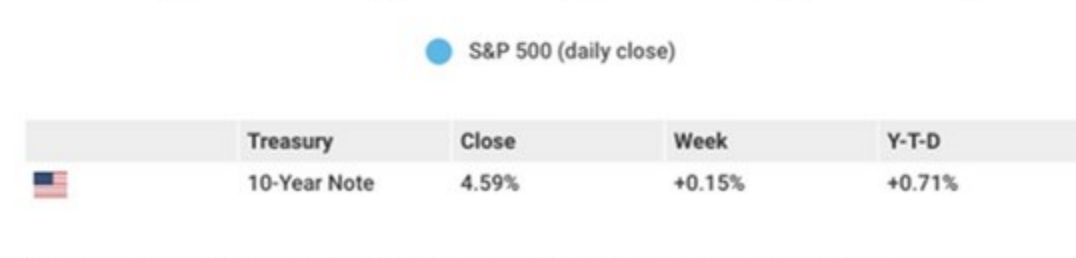 S&P 500 (daily close)
Treasury Close Week Y-T-D
10-Year Note 4.59% +0.15% +0.71%